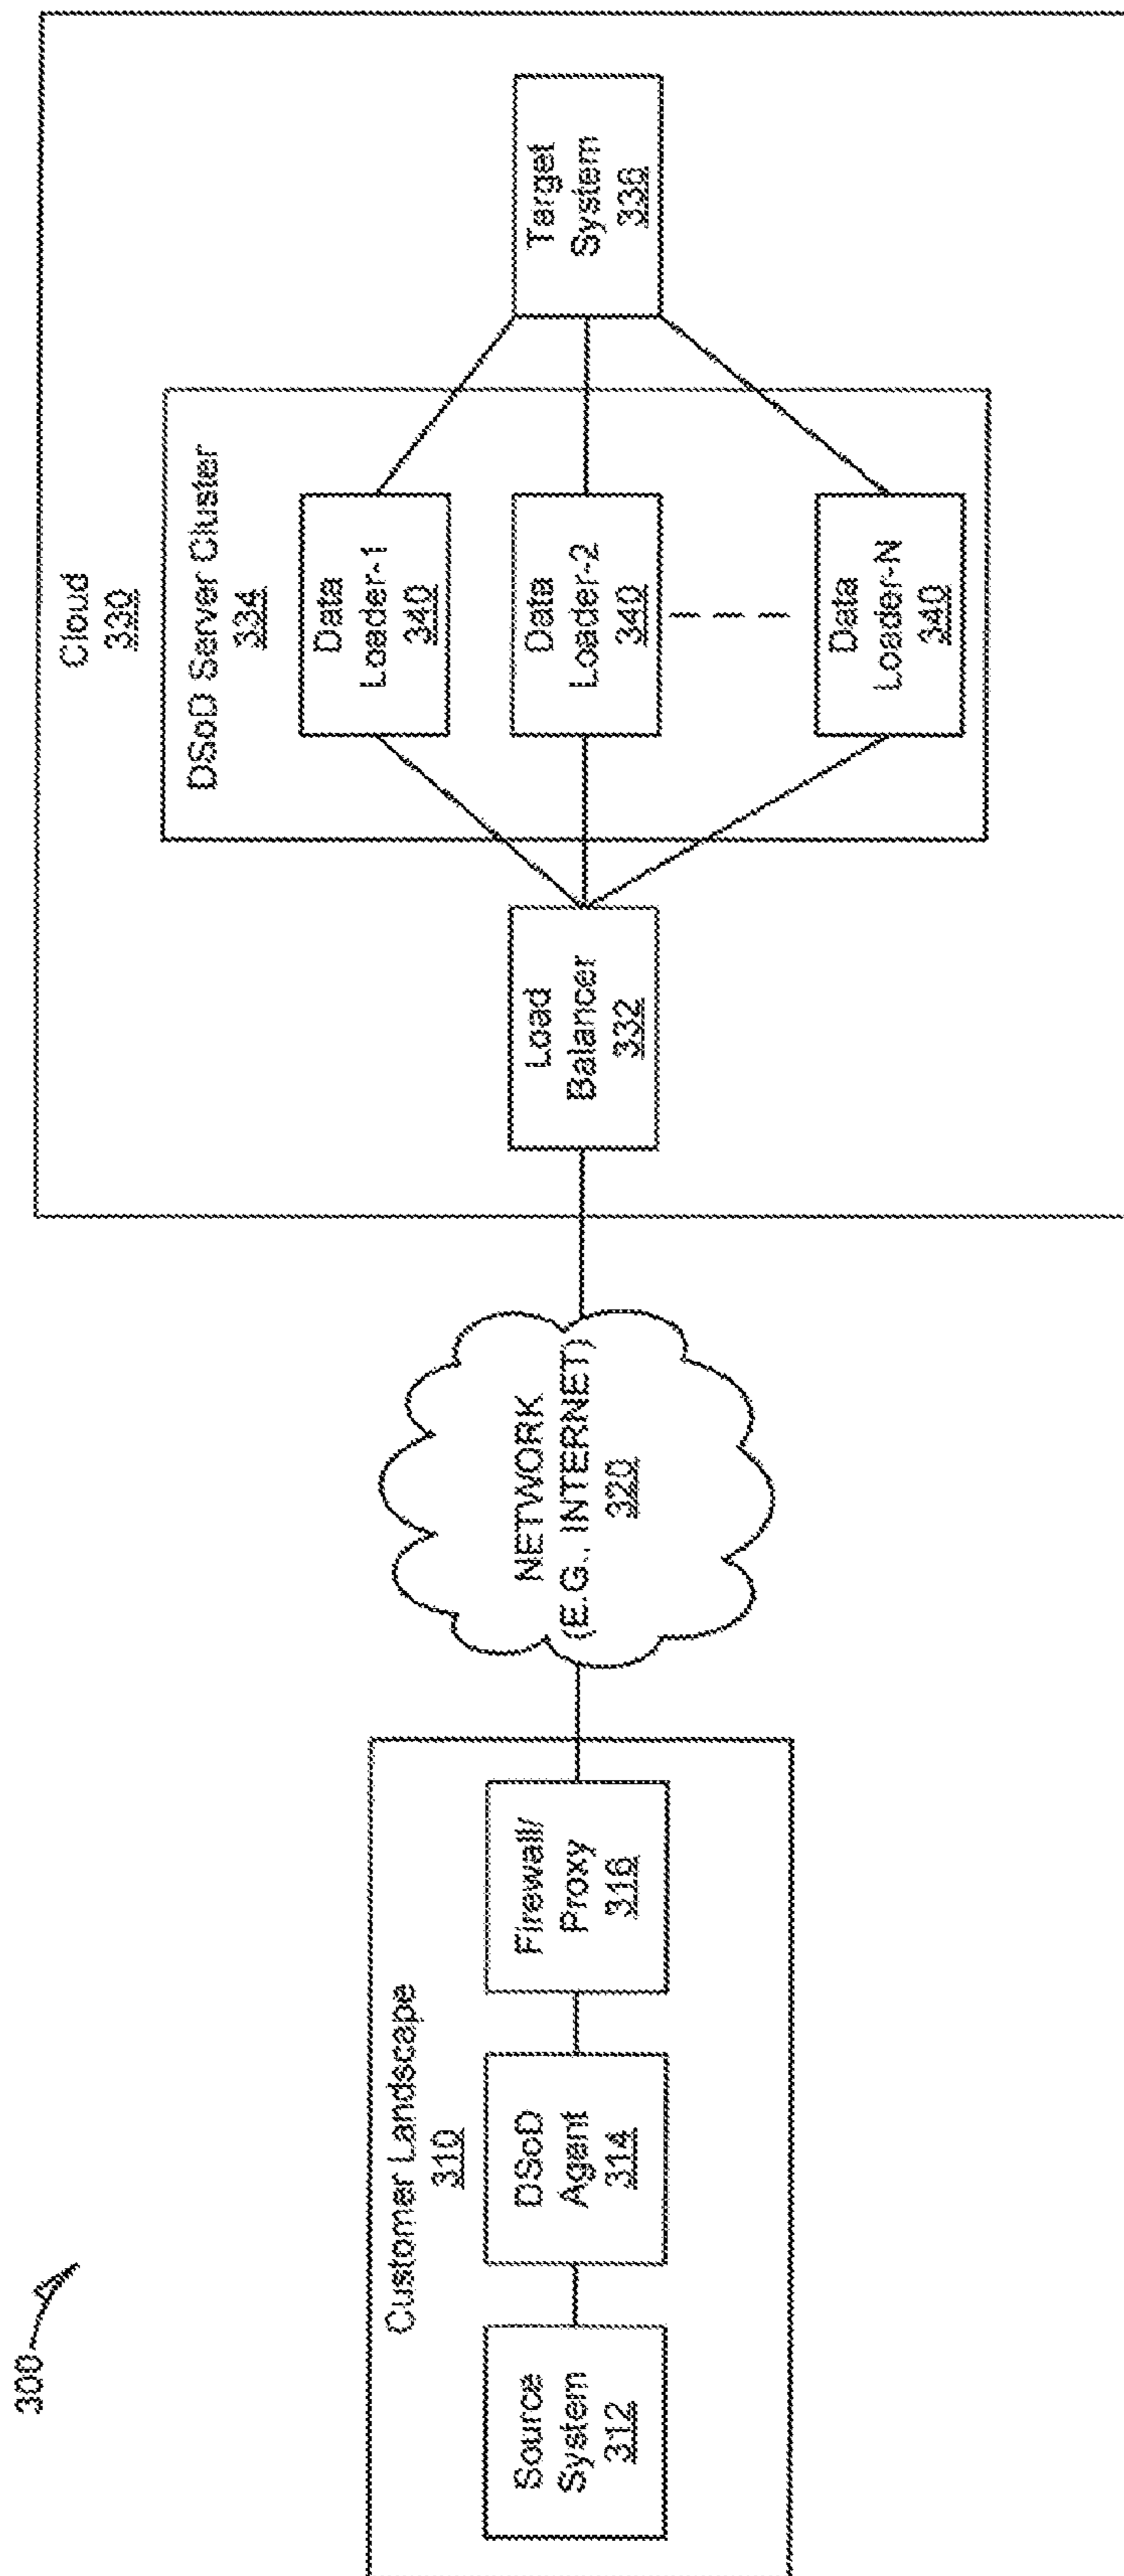 300
Customer Landscape
310
Source
System
312
DSoD
Agent
314
Firewall/
Proxy
316
NETWORK
(E.G., INTERNET)
320
Cloud
330
Load
Balancer
332
DSoD Server Cluster
334
Data
Loader-1
340
Data
Loader-2
340
Data
Loader-N
340
Target
System
336